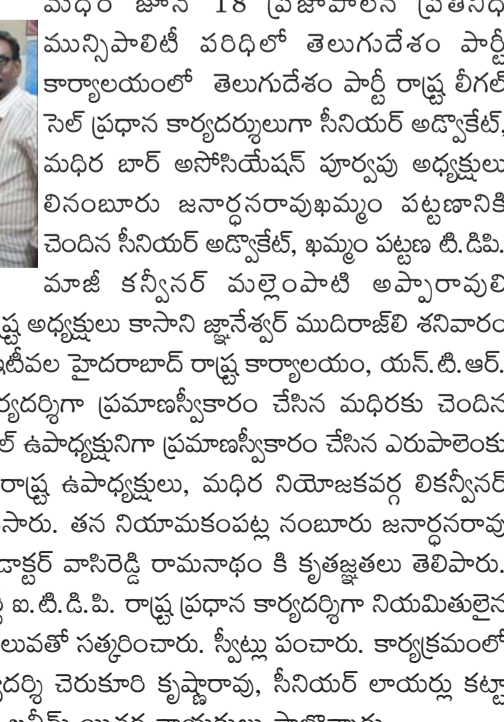 మధిర జూన్ 18 ప్రజాపాలన ప్రతినిధి
మున్సిపాలిటీ పరిధిలో తెలుగుదేశం పార్టీ
కార్యాలయంలో తెలుగుదేశం పార్టీ రాష్ట్ర లీగల్
సెల్ ప్రధాన కార్యదర్శులుగా సీనియర్ అడ్వొకేట్,
మధిర బార్ అసోసియేషన్ పూర్వపు అధ్యక్షులు
లినంబూరు జనార్ధనరావుఖమ్మం పట్టణానికి
చెందిన సీనియర్ అడ్వొకేట్, ఖమ్మం పట్టణ టి.డిపి.
మాజీ కన్వీనర్ మల్లెంపాటి అప్పారావులి
ష్ట్ర అధ్యక్షులు కాసాని జ్ఞానేశ్వర్ ముదిరాజ్‌లి శనివారం
ఇటీవల హైదరాబాద్ రాష్ట్ర కార్యాలయం, యన్.టి.ఆర్.
ర్యదర్శిగా ప్రమాణస్వీకారం చేసిన మధిరకు చెందిన
ల్ ఉపాధ్యక్షునిగా ప్రమాణస్వీకారం చేసిన ఎరుపాలెంకు
రాష్ట్ర ఉపాధ్యక్షులు, మధిర నియోజకవర్గ లికన్వీనర్
సారు. తన నియామకంపట్ల నంబూరు జనార్ధనరావు
డాక్టర్ వాసిరెడ్డి రామనాథం కి కృతజ్ఞతలు తెలిపారు.
ఐ.టి.డి.పి. రాష్ట్ర ప్రధాన కార్యదర్శిగా నియమితులైన
లువతో సత్కరించారు. స్వీట్లు పంచారు. కార్యక్రమంలో
్యదర్శి చెరుకూరి కృష్ణారావు, సీనియర్ లాయర్లు కట్టా